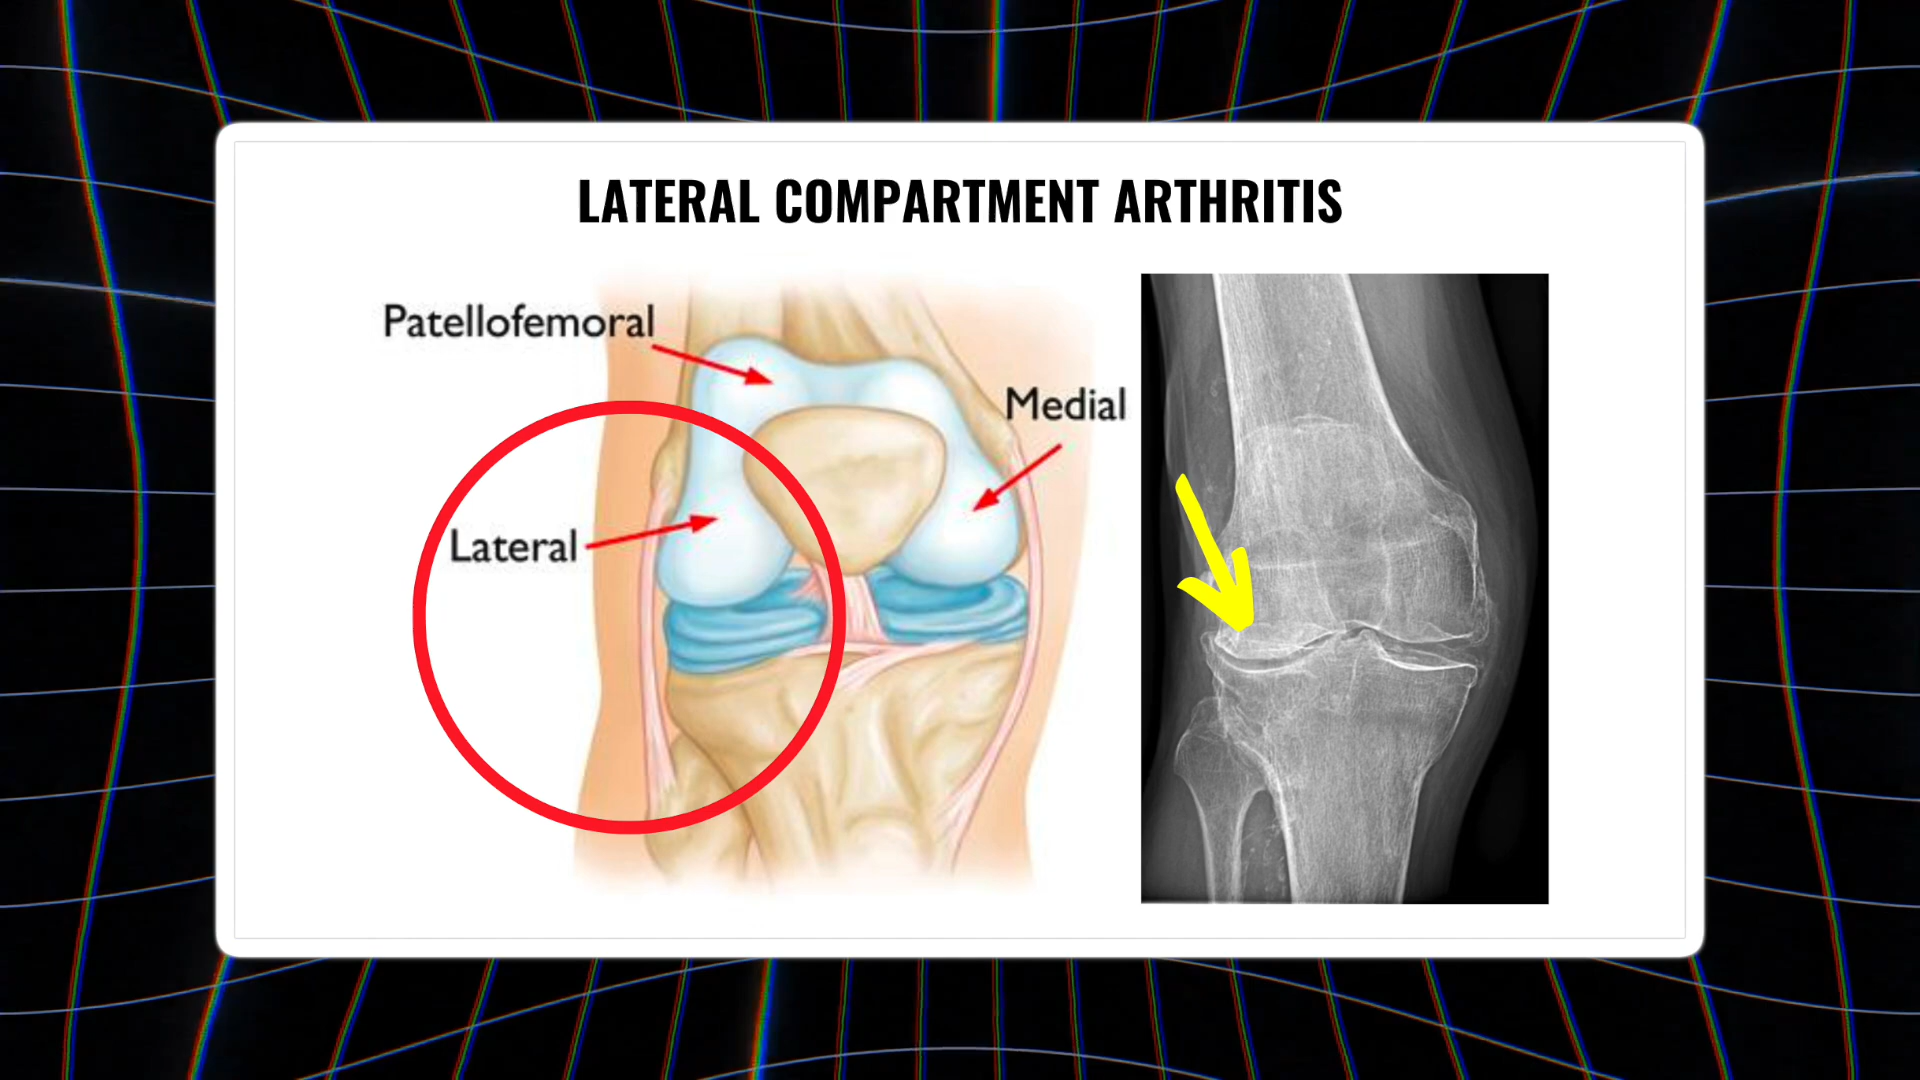 LATERAL COMPARTMENT ARTHRITIS
Patellofemoral
Medial
Lateral